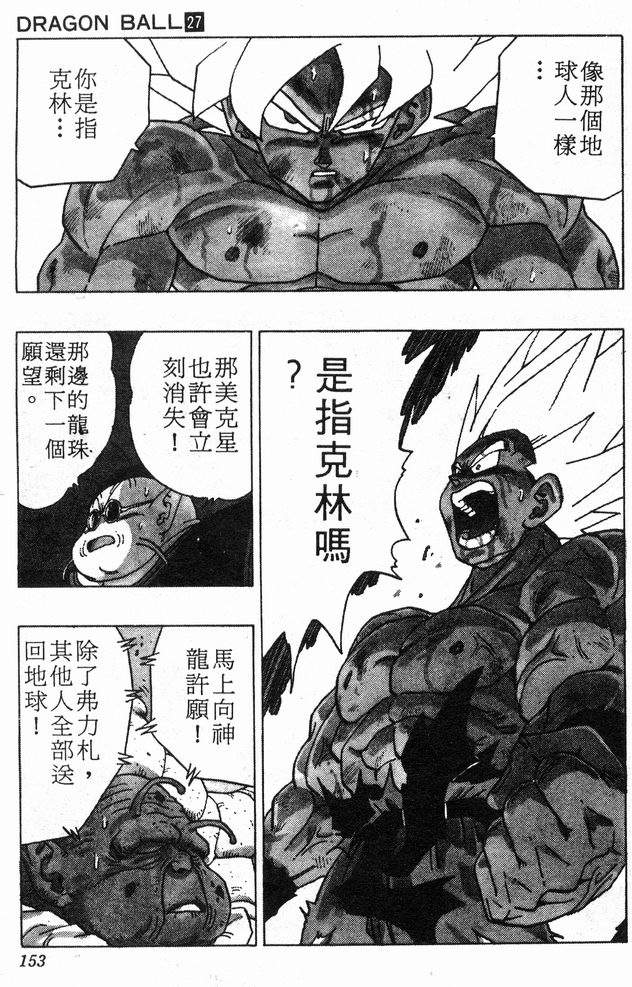 DRAGON BALL 27
像那個地
球人一樣
…
你是指
克林…
是指克林嗎
？
那美克星
也許會立
刻消失！
那邊的龍珠
還剩下一個
願望。
馬上向神
龍許願！
除了弗力札，
其他人全部送
回地球！
153